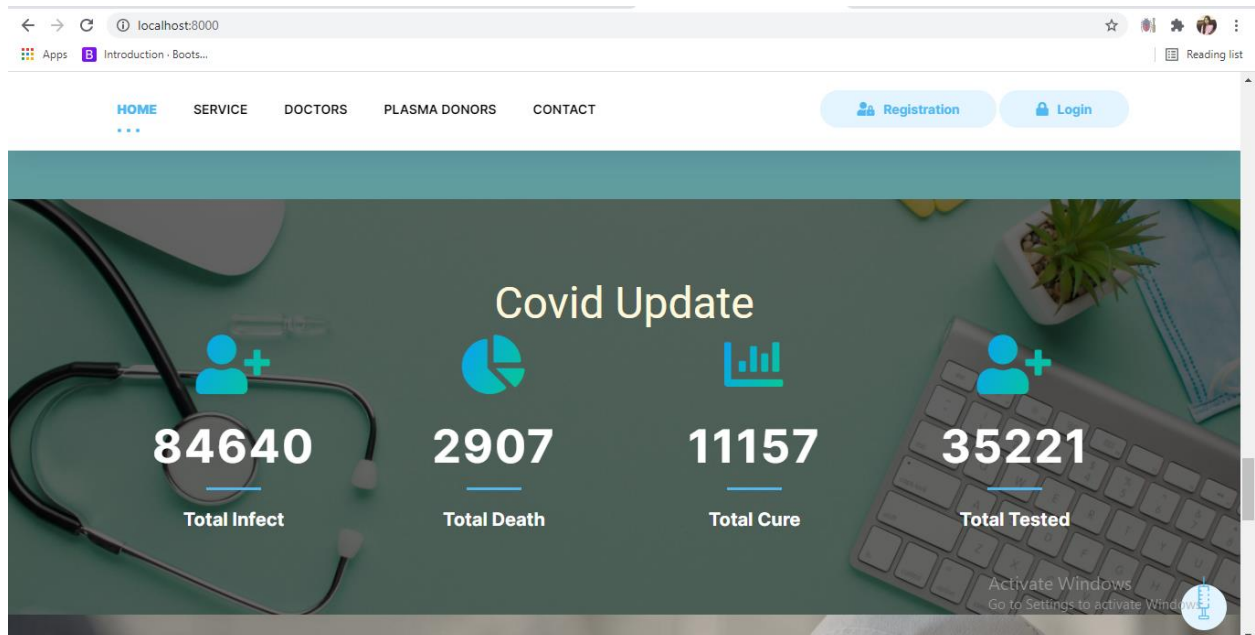 localhost:8000
Apps B Introduction · Boots... Reading list
HOME SERVICE DOCTORS PLASMA DONORS CONTACT Registration Login
Covid Update
84640 2907 11157 35221
Total Infect Total Death Total Cure Total Tested
Activate Windows
Go to Settings to activate Windows.